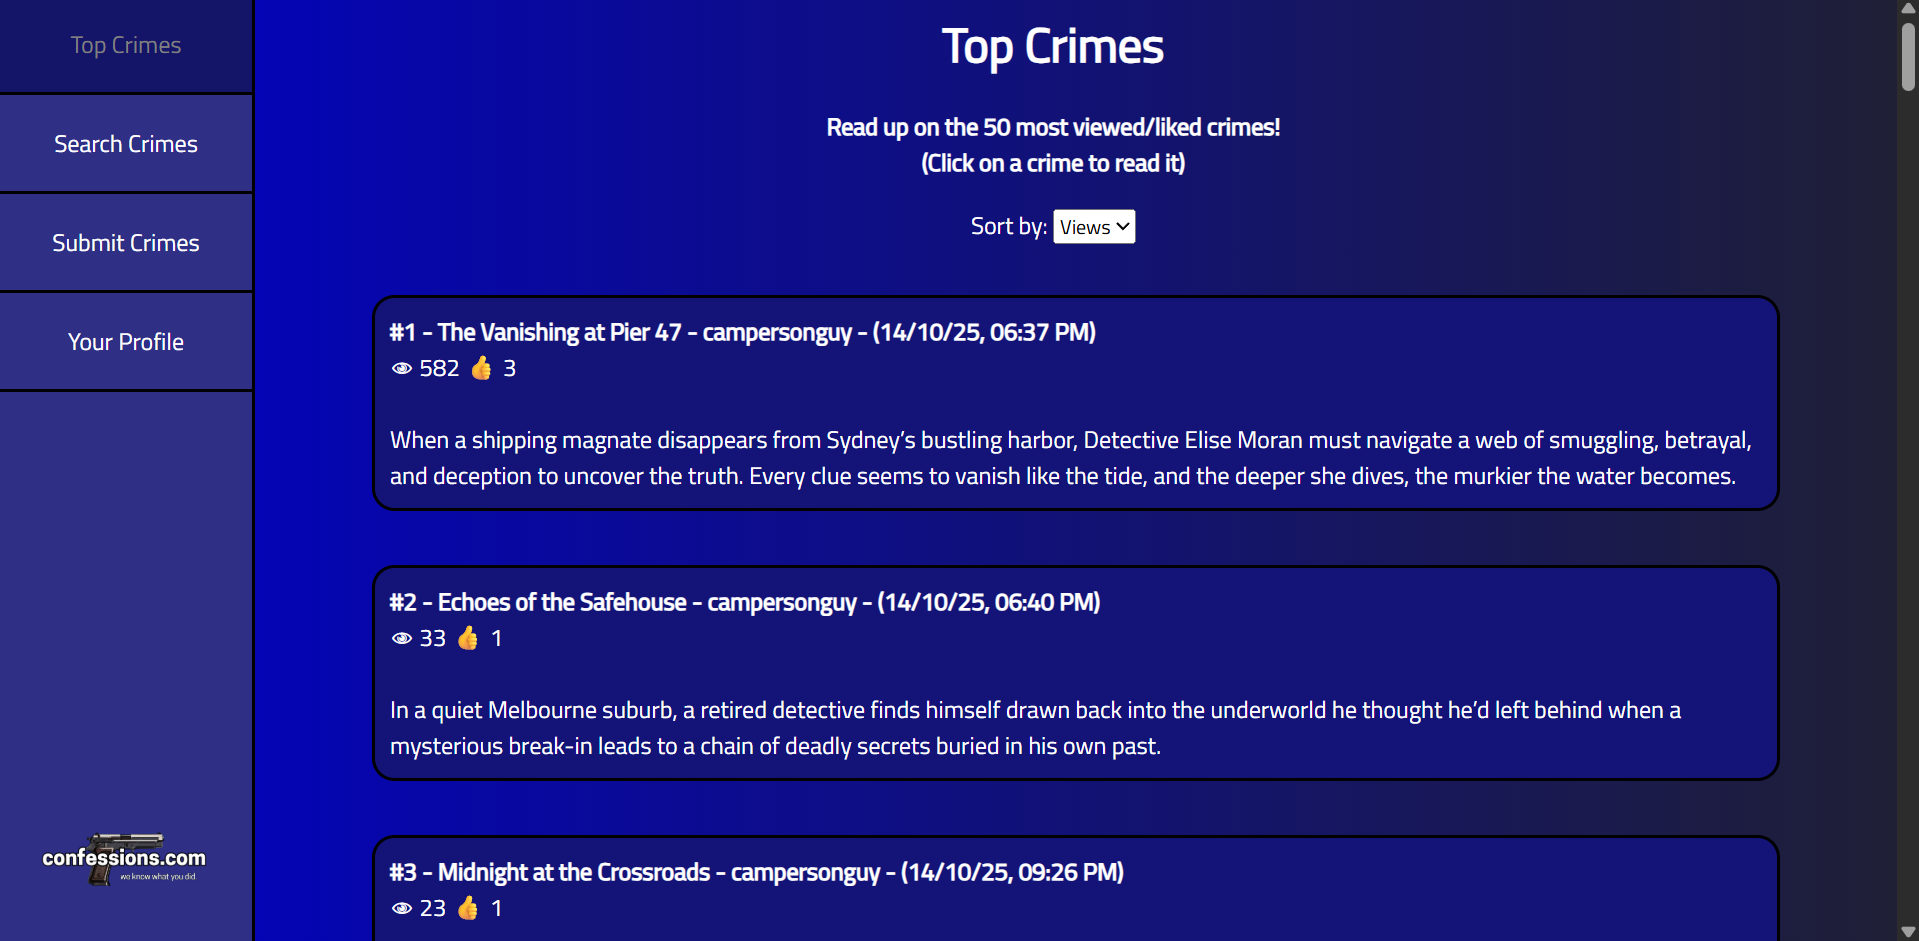 Top Crimes
Search Crimes
Submit Crimes
Your Profile
confessions.com
we know what you did.
Top Crimes
Read up on the 50 most viewed/liked crimes!
(Click on a crime to read it)
Sort by: Views
#1 - The Vanishing at Pier 47 - campersonguy - (14/10/25, 06:37 PM)
👁 582 👍 3
When a shipping magnate disappears from Sydney’s bustling harbor, Detective Elise Moran must navigate a web of smuggling, betrayal,
and deception to uncover the truth. Every clue seems to vanish like the tide, and the deeper she dives, the murkier the water becomes.
#2 - Echoes of the Safehouse - campersonguy - (14/10/25, 06:40 PM)
👁 33 👍 1
In a quiet Melbourne suburb, a retired detective finds himself drawn back into the underworld he thought he’d left behind when a
mysterious break-in leads to a chain of deadly secrets buried in his own past.
#3 - Midnight at the Crossroads - campersonguy - (14/10/25, 09:26 PM)
👁 23 👍 1